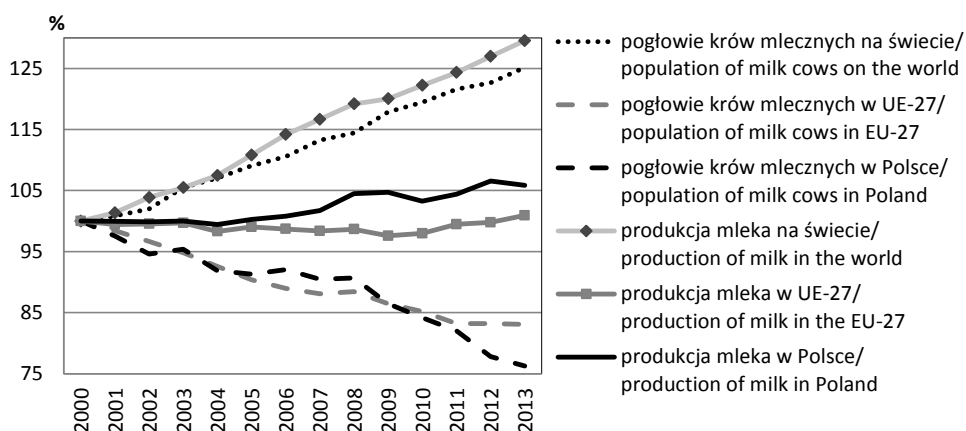 %
125
115
105
95
85
75
2000
2001
2002
2003
2004
2005
2006
2007
2008
2009
2010
2011
2012
2013
pogłowie krów mlecznych na świecie/
population of milk cows on the world
pogłowie krów mlecznych w UE-27/
population of milk cows in EU-27
pogłowie krów mlecznych w Polsce/
population of milk cows in Poland
produkcja mleka na świecie/
production of milk in the world
produkcja mleka w UE-27/
production of milk in the EU-27
produkcja mleka w Polsce/
production of milk in Poland